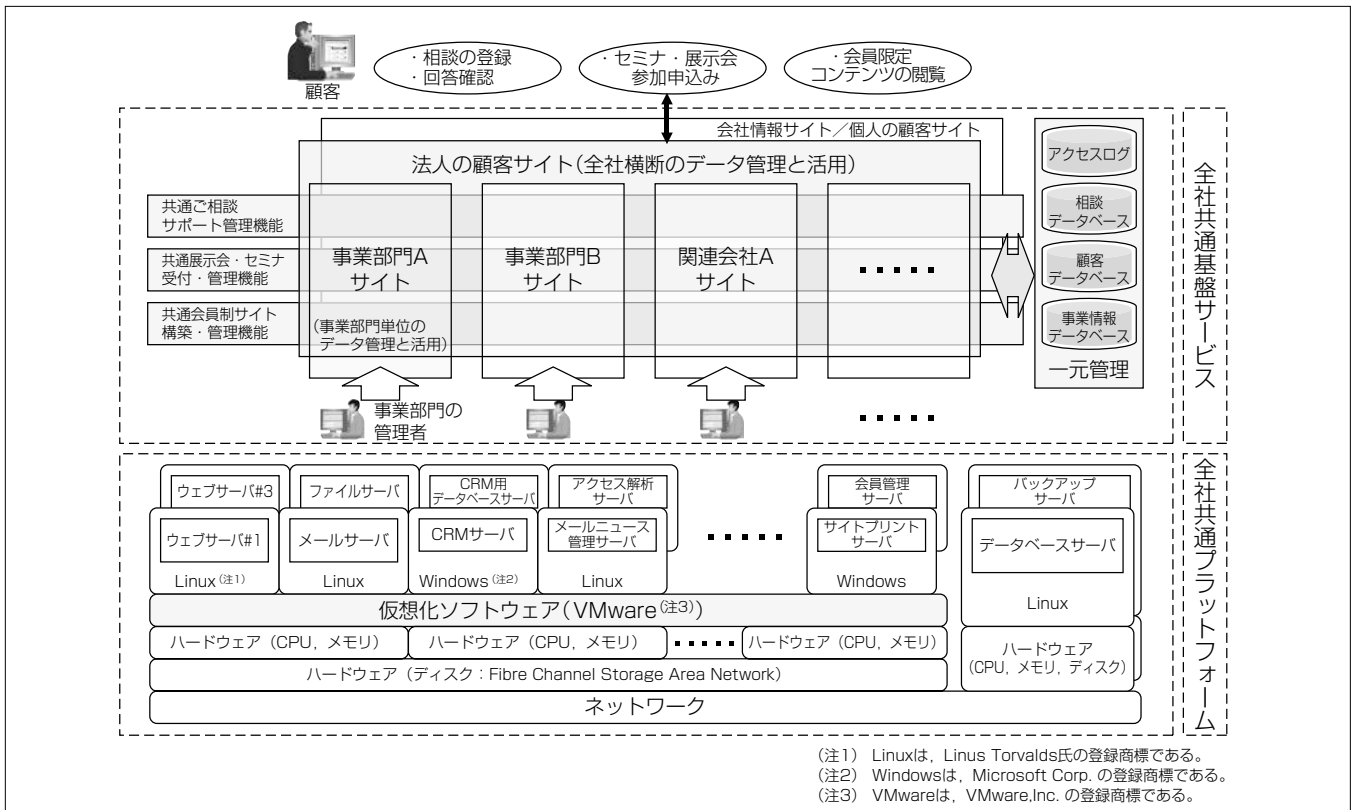 ・相談の登録
・回答確認
・セミナ・展示会
参加申込み
・会員限定
コンテンツの閲覧
顧客
会社情報サイト／個人の顧客サイト
法人の顧客サイト（全社横断のデータ管理と活用）
共通ご相談
サポート管理機能
共通展示会・セミナ
受付・管理機能
共通会員制サイト
構築・管理機能
事業部門A
サイト
（事業部門単位の
データ管理と活用）
事業部門B
サイト
関連会社A
サイト
・・・・・
アクセスログ
相談
データベース
顧客
データベース
事業情報
データベース
一元管理
全社共通基盤サービス
事業部門の
管理者
・・・・・
ウェブサーバ#3
ファイルサーバ
CRM用
データベースサーバ
アクセス解析
サーバ
会員管理
サーバ
バックアップ
サーバ
ウェブサーバ#1
メールサーバ
CRMサーバ
メールニュース
管理サーバ
・・・・・
サイトプリント
サーバ
データベースサーバ
Linux（注1）
Linux
Windows（注2）
Linux
Windows
Linux
仮想化ソフトウェア（VMware（注3））
ハードウェア（CPU，メモリ）
ハードウェア（CPU，メモリ）
・・・・・
ハードウェア（CPU，メモリ）
ハードウェア
（CPU，メモリ，ディスク）
ハードウェア（ディスク：Fibre Channel Storage Area Network）
ネットワーク
全社共通プラットフォーム
（注1） Linuxは，Linus Torvalds氏の登録商標である。
（注2） Windowsは，Microsoft Corp. の登録商標である。
（注3） VMwareは，VMware,Inc. の登録商標である。